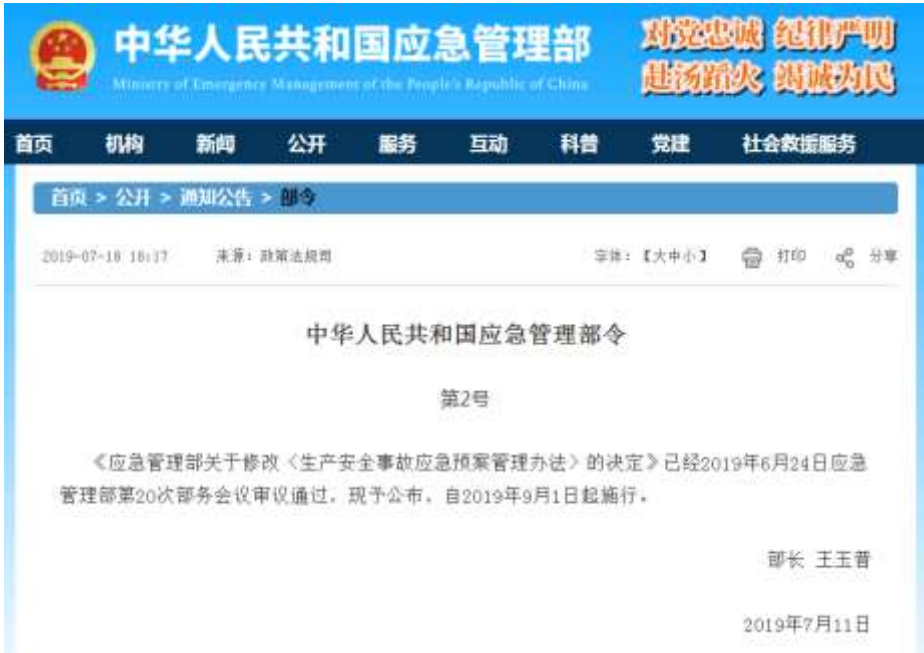 中华人民共和国应急管理部
Ministry of Emergency Management of the People's Republic of China
对党忠诚 纪律严明
赴汤蹈火 竭诚为民
首页 机构 新闻 公开 服务 互动 科普 党建 社会救援服务
首页 > 公开 > 通知公告 > 部令
2019-07-18 18:17 来源：政策法规司 字体：【大中小】 打印 分享
中华人民共和国应急管理部令
第2号
《应急管理部关于修改〈生产安全事故应急预案管理办法〉的决定》已经2019年6月24日应急
管理部第20次部务会议审议通过，现予公布，自2019年9月1日起施行。
部长 王玉普
2019年7月11日